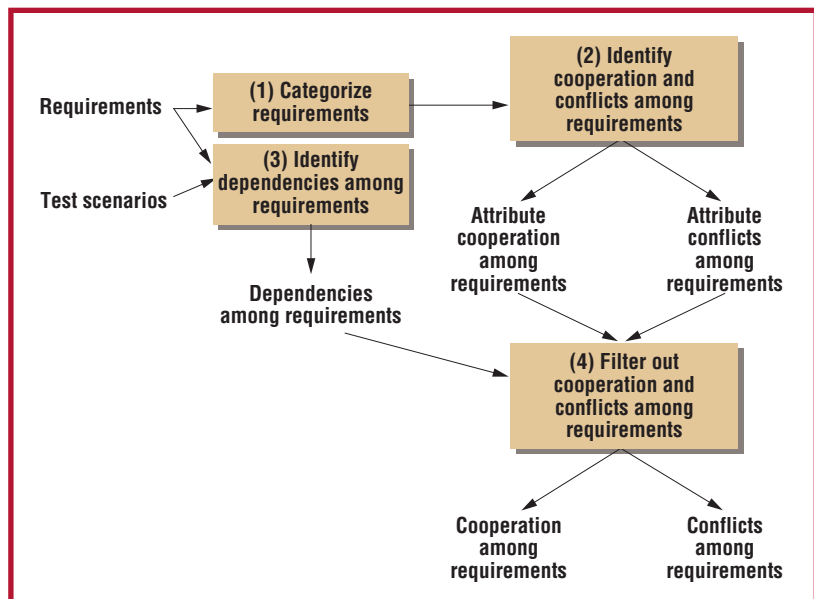 Requirements
(1) Categorize
requirements
(2) Identify
cooperation and
conflicts among
requirements
Test scenarios
(3) Identify
dependencies among
requirements
Attribute
cooperation
among
requirements
Attribute
conflicts
among
requirements
Dependencies
among requirements
(4) Filter out
cooperation and
conflicts among
requirements
Cooperation
among
requirements
Conflicts
among
requirements